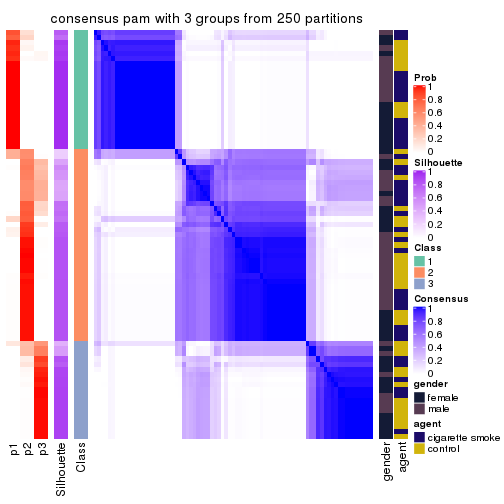 consensus pam with 3 groups from 250 partitions
Prob
1
0.8
0.6
0.4
0.2
0
Silhouette
1
0.8
0.6
0.4
0.2
0
Class
1
2
3
Consensus
1
0.8
0.6
0.4
0.2
0
gender
female
male
agent
cigarette smoke
control
p1
p2
p3
Silhouette
Class
gender
agent